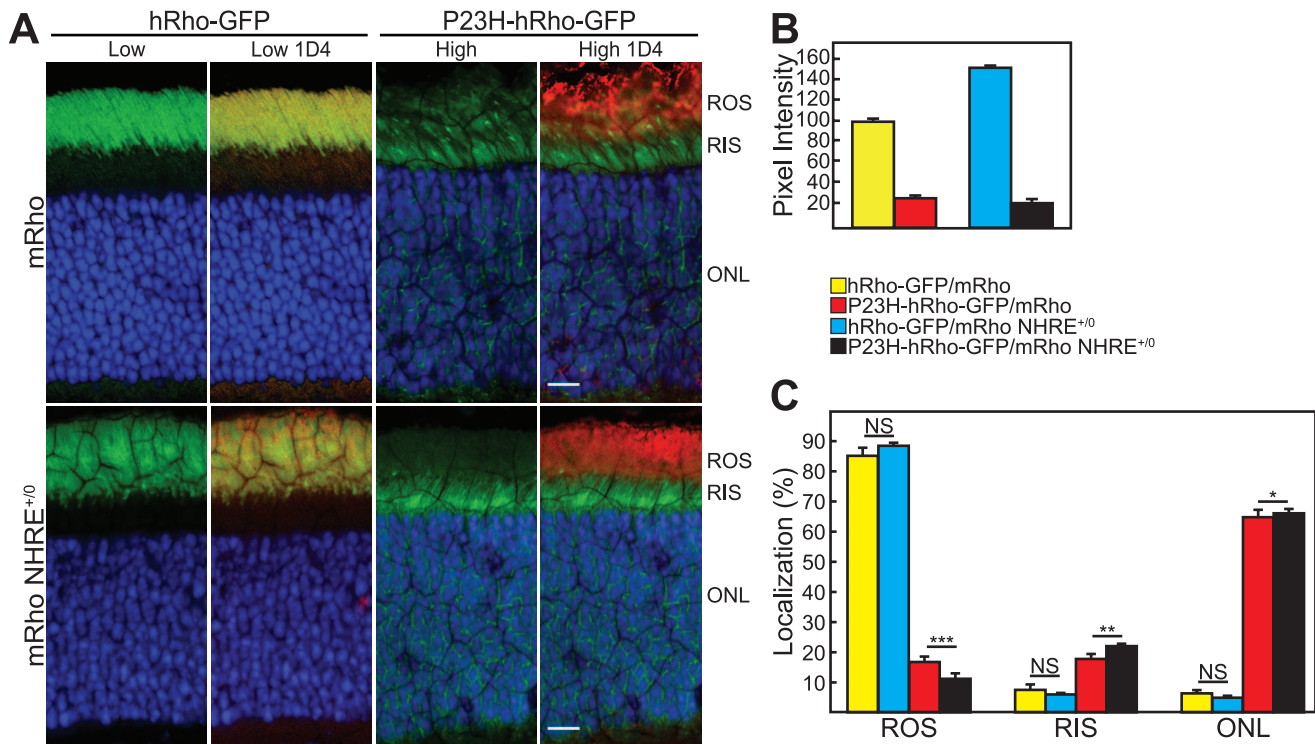 A
hRho-GFP
P23H-hRho-GFP
Low
Low 1D4
High
High 1D4
mRho
ROS
RIS
ONL
mRho NHRE+/0
ROS
RIS
ONL
B
Pixel Intensity
160
140
120
100
80
60
40
20
hRho-GFP/mRho
P23H-hRho-GFP/mRho
hRho-GFP/mRho NHRE+/0
P23H-hRho-GFP/mRho NHRE+/0
C
Localization (%)
90
80
70
60
50
40
30
20
10
NS
***
NS
**
NS
*
ROS
RIS
ONL